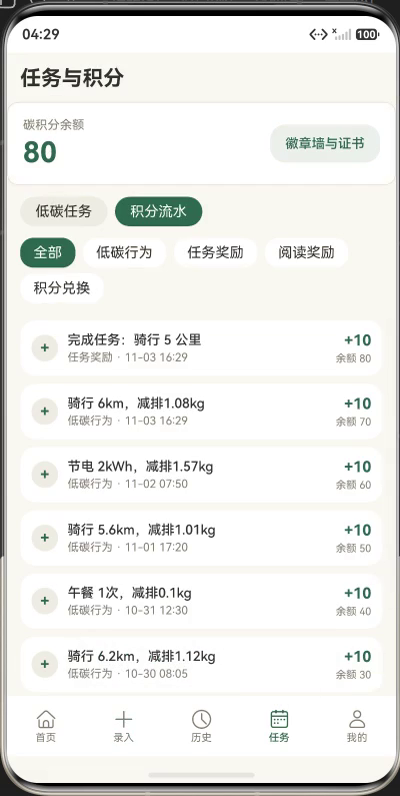 04:29
100
任务与积分
碳积分余额
80
徽章墙与证书
低碳任务
积分流水
全部
低碳行为
任务奖励
阅读奖励
积分兑换
完成任务：骑行 5 公里
+10
任务奖励 · 11-03 16:29
余额 80
骑行 6km，减排1.08kg
+10
低碳行为 · 11-03 16:29
余额 70
节电 2kWh，减排1.57kg
+10
低碳行为 · 11-02 07:50
余额 60
骑行 5.6km，减排1.01kg
+10
低碳行为 · 11-01 17:20
余额 50
午餐 1次，减排0.1kg
+10
低碳行为 · 10-31 12:30
余额 40
骑行 6.2km，减排1.12kg
+10
低碳行为 · 10-30 08:05
余额 30
首页
录入
历史
任务
我的